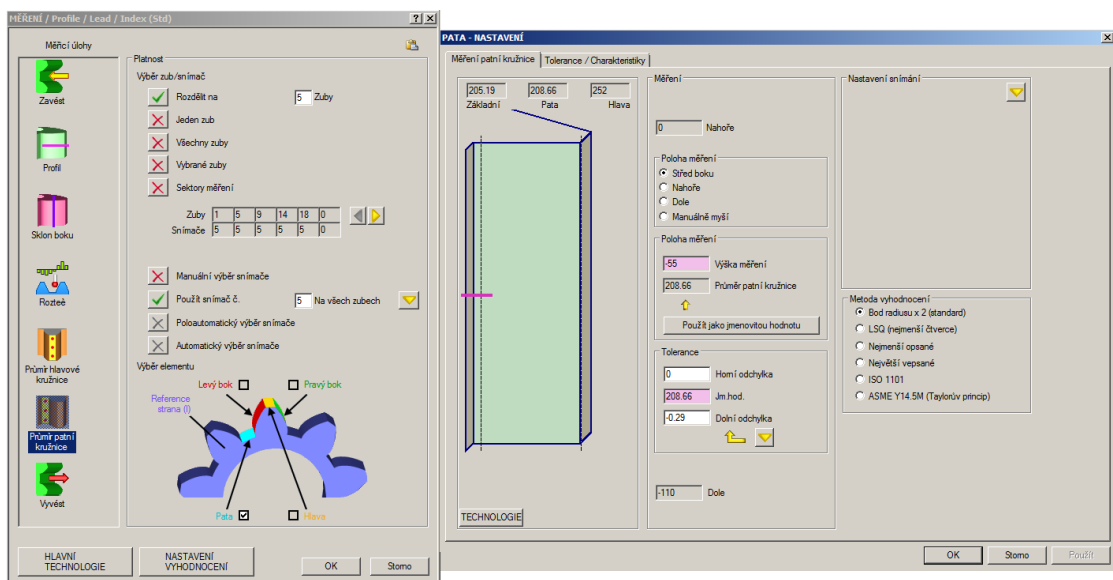 MĚŘENÍ / Profile / Lead / Index (Std)
Měřcí úlohy
Zavést
Profil
Sklon boku
Rozteě
Průmír hlavové
kružnice
Průmír patní
kružnice
Vyvést
Platnost
Výběr zub/snímač
Rozdělit na
5 Zuby
Jeden zub
Všechny zuby
Vybrané zuby
Sektory měření
Zuby 1 5 9 14 18 0
Snímače 5 5 5 5 5 0
Manuální výběr snímače
Použít snímač č.
5 Na všech zubech
Poloautomatický výběr snímače
Automatický výběr snímače
Výběr elementu
Levý bok
Pravý bok
Reference
strana (l)
Pata
Hlava
HLAVNÍ
TECHNOLOGIE
NASTAVENÍ
VYHODNOCENÍ
OK
Storno
PATA - NASTAVENÍ
Měření patní kružnice
Tolerance / Charakteristiky
205.19 208.66 252
Základní Pata Hlava
TECHNOLOGIE
Měření
0 Nahoře
Poloha měření
Střed boku
Nahoře
Dole
Manuálně myší
Poloha měření
-55 Výška měření
208.66 Průměr patní kružnice
Použít jako jmenovitou hodnotu
Tolerance
0 Horní odchylka
208.66 Jm.hod.
-0.29 Dolní odchylka
-110 Dole
Nastavení snímání
Metoda vyhodnocení
Bod radiusu x 2 (standard)
LSQ (nejmenší čtverce)
Nejmenší opsané
Největší vepsané
ISO 1101
ASME Y14.5M (Taylorův princip)
OK
Storno
Použít